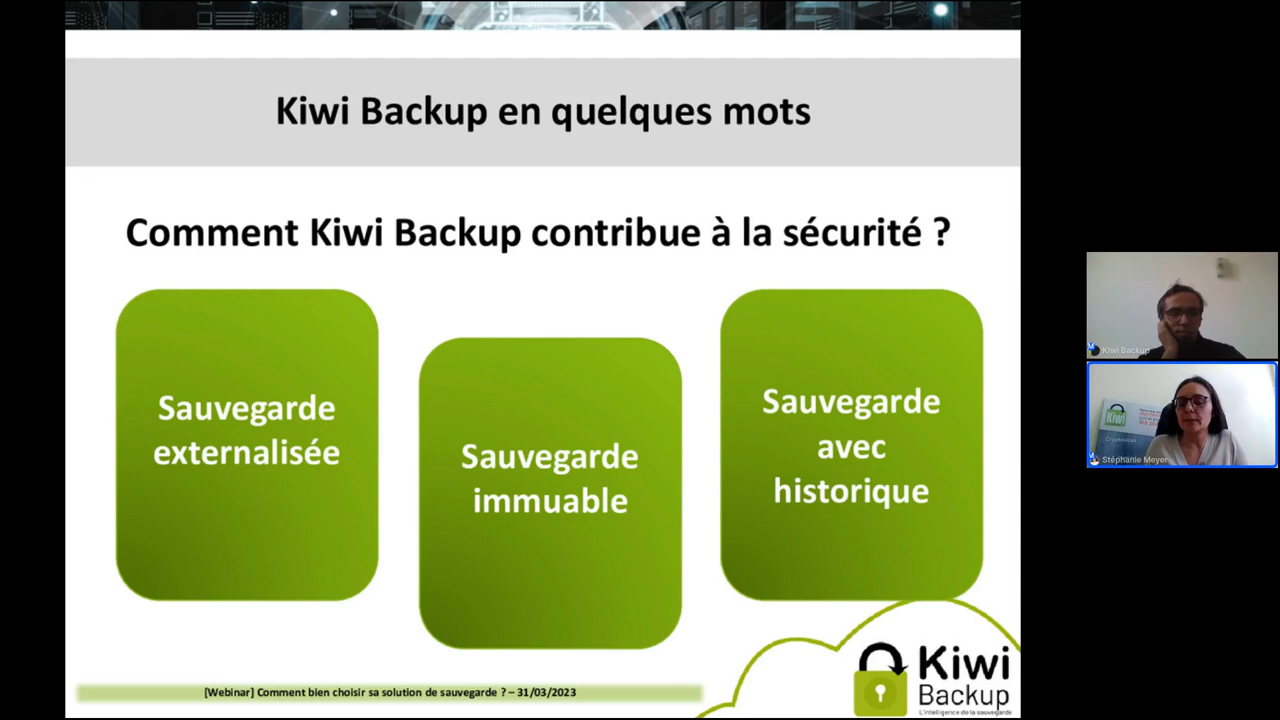 Kiwi Backup en quelques mots
Comment Kiwi Backup contribue à la sécurité ?
Sauvegarde
externalisée
Sauvegarde
immuable
Sauvegarde
avec
historique
[Webinar] Comment bien choisir sa solution de sauvegarde ? – 31/03/2023
Kiwi
Backup
L'intelligence de la sauvegarde
Kiwi Backup
Kiwi
Stéphanie Meyer